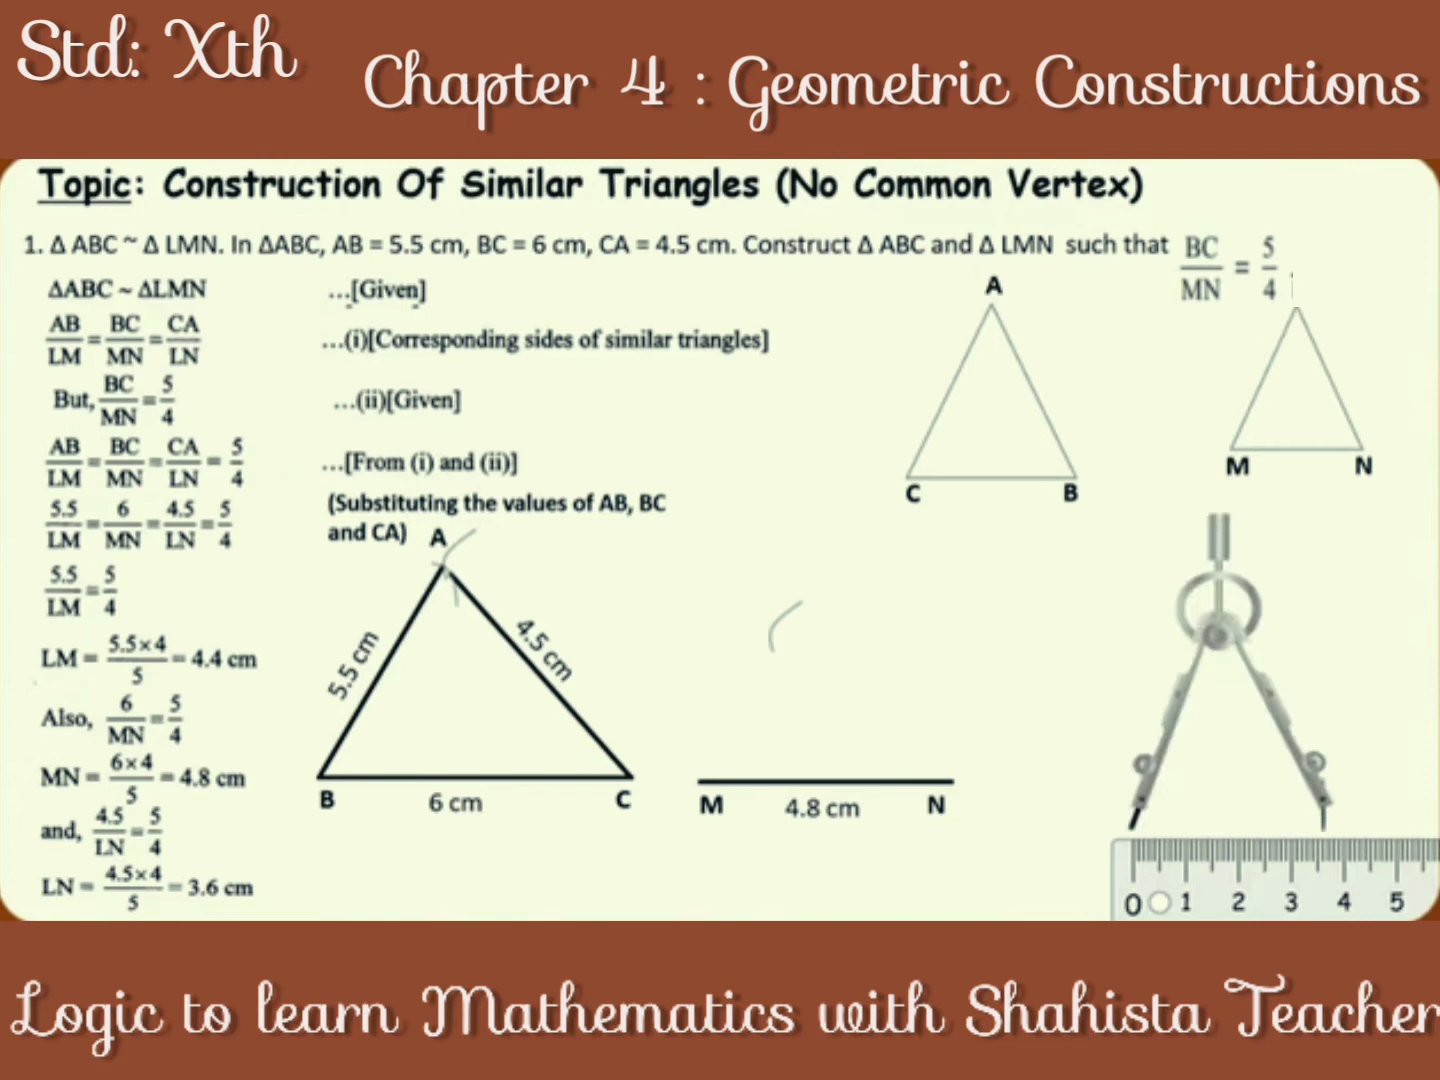 Std: Xth
Chapter 4 : Geometric Constructions
Topic: Construction Of Similar Triangles (No Common Vertex)
1. Δ ABC ~ Δ LMN. In ΔABC, AB = 5.5 cm, BC = 6 cm, CA = 4.5 cm. Construct Δ ABC and Δ LMN such that BC/MN = 5/4
ΔABC ~ ΔLMN ...[Given]
AB/LM = BC/MN = CA/LN ...(i)[Corresponding sides of similar triangles]
But, BC/MN = 5/4 ...(ii)[Given]
AB/LM = BC/MN = CA/LN = 5/4 ...[From (i) and (ii)]
5.5/LM = 6/MN = 4.5/LN = 5/4 (Substituting the values of AB, BC
and CA)
5.5/LM = 5/4
LM = 5.5×4/5 = 4.4 cm
Also, 6/MN = 5/4
MN = 6×4/5 = 4.8 cm
and, 4.5/LN = 5/4
LN = 4.5×4/5 = 3.6 cm
A
5.5 cm
4.5 cm
B 6 cm C
M 4.8 cm N
A
C B
M N
0 1 2 3 4 5
Logic to learn Mathematics with Shahista Teacher